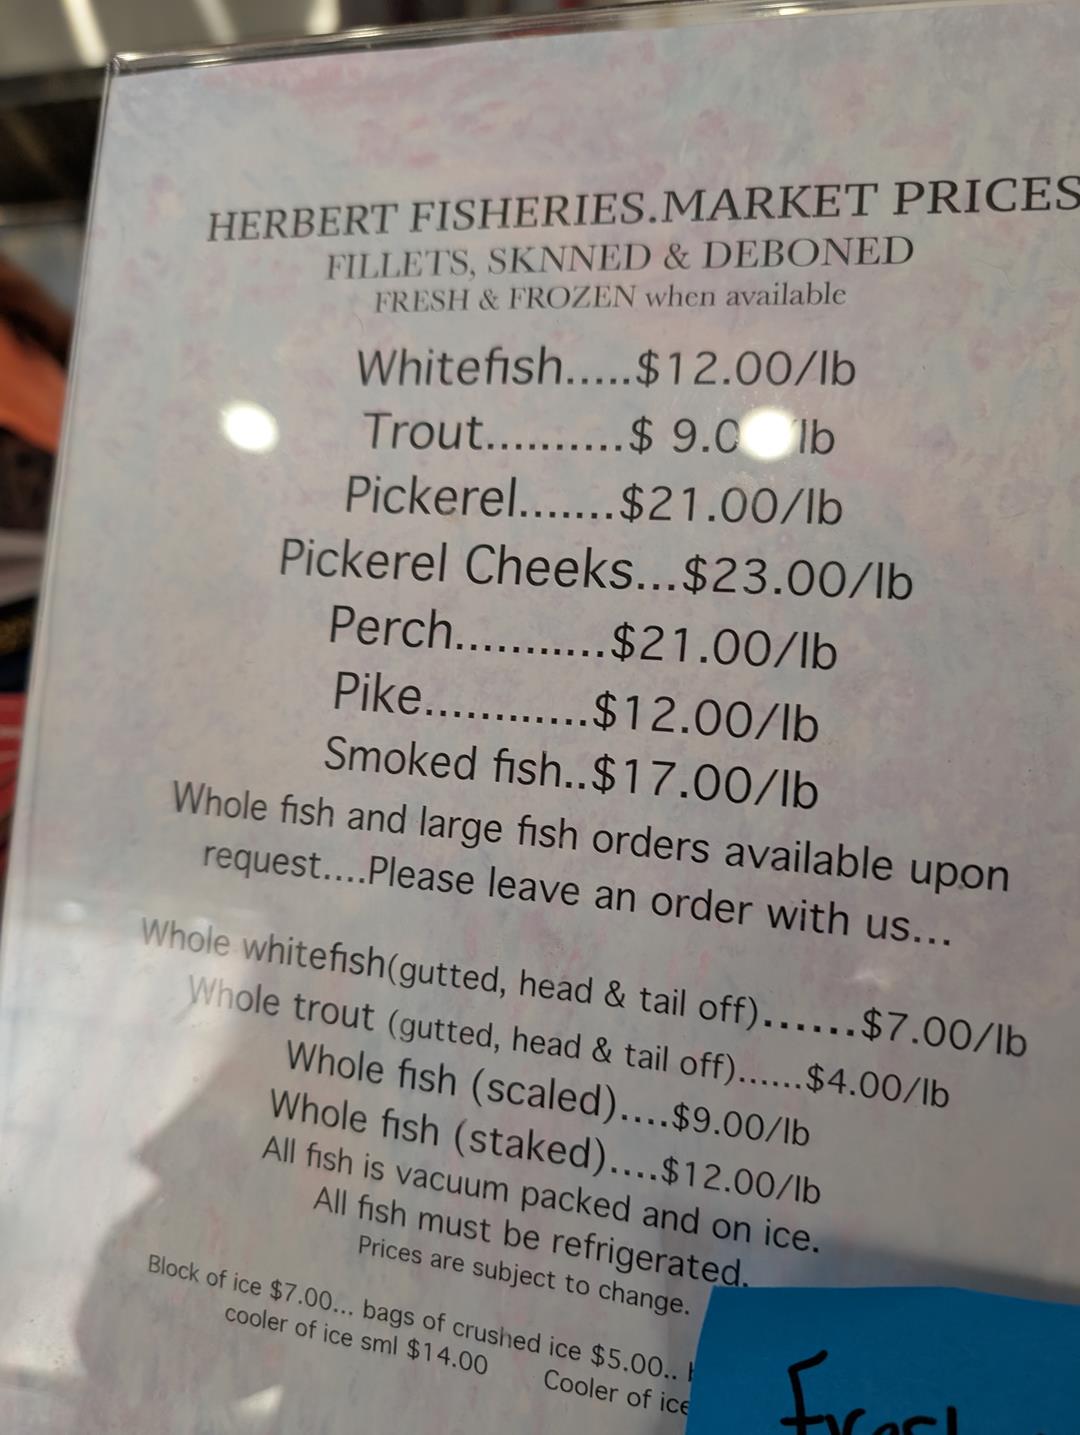 HERBERT FISHERIES.MARKET PRICES
FILLETS, SKNNED & DEBONED
FRESH & FROZEN when available
Whitefish.....$12.00/lb
Trout..........$ 9.0 lb
Pickerel.......$21.00/lb
Pickerel Cheeks...$23.00/lb
Perch...........$21.00/lb
Pike............$12.00/lb
Smoked fish..$17.00/lb
Whole fish and large fish orders available upon
request....Please leave an order with us...
Whole whitefish(gutted, head & tail off)......$7.00/lb
Whole trout (gutted, head & tail off)......$4.00/lb
Whole fish (scaled)....$9.00/lb
Whole fish (staked)....$12.00/lb
All fish is vacuum packed and on ice.
All fish must be refrigerated.
Prices are subject to change.
Block of ice $7.00... bags of crushed ice $5.00..
cooler of ice sml $14.00 Cooler of ice